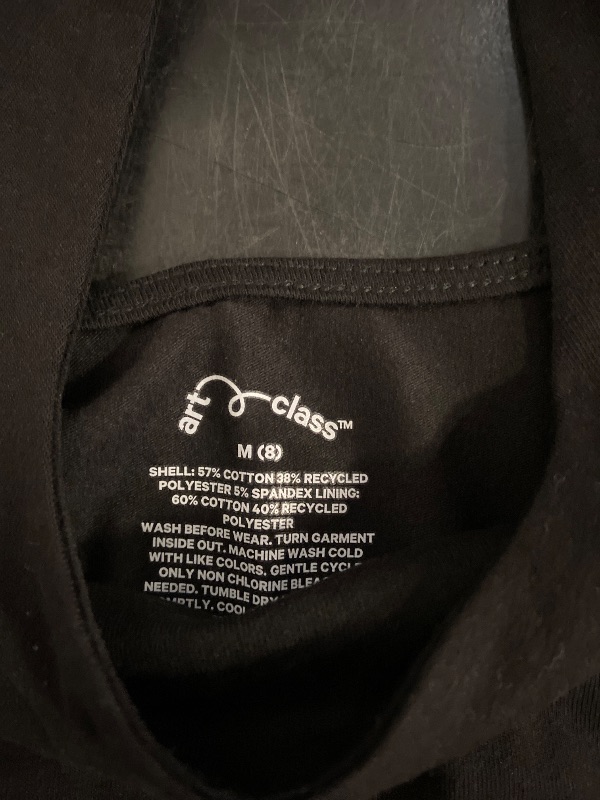 art class™
M (8)
SHELL: 57% COTTON 38% RECYCLED
POLYESTER 5% SPANDEX LINING:
60% COTTON 40% RECYCLED
POLYESTER
WASH BEFORE WEAR. TURN GARMENT
INSIDE OUT. MACHINE WASH COLD
WITH LIKE COLORS, GENTLE
ONLY NON CHLORINE
NEEDED. TUMBLE DRY